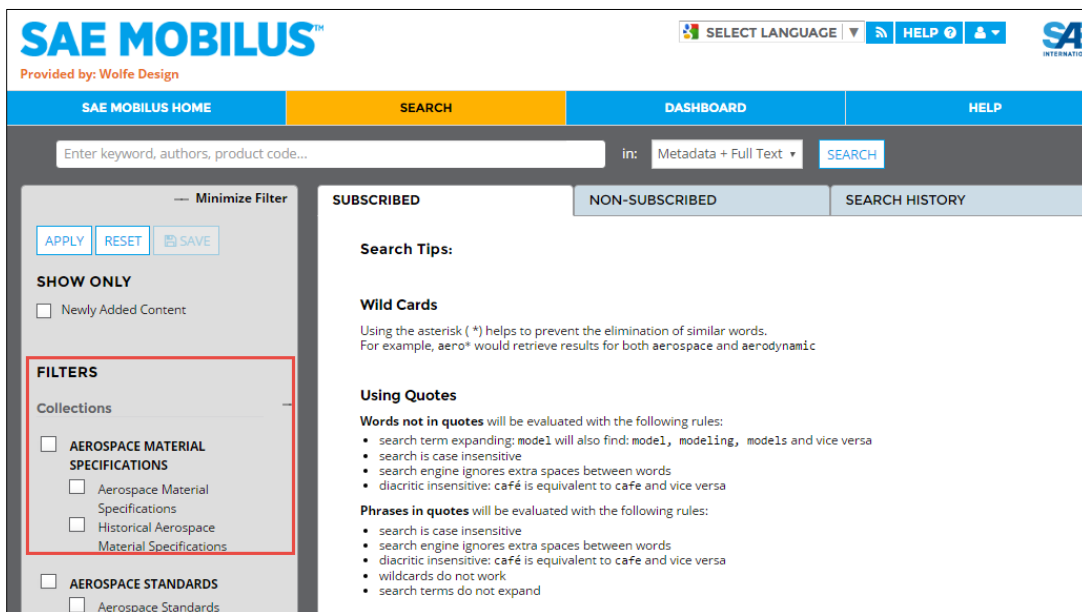 SAE MOBILUS™
Provided by: Wolfe Design
SELECT LANGUAGE ▼
HELP
SAE
SAE MOBILUS HOME
SEARCH
DASHBOARD
HELP
Enter keyword, authors, product code...
in:
Metadata + Full Text
SEARCH
— Minimize Filter
APPLY
RESET
SAVE
SHOW ONLY
Newly Added Content
FILTERS
Collections
AEROSPACE MATERIAL
SPECIFICATIONS
Aerospace Material
Specifications
Historical Aerospace
Material Specifications
AEROSPACE STANDARDS
Aerospace Standards
SUBSCRIBED
NON-SUBSCRIBED
SEARCH HISTORY
Search Tips:
Wild Cards
Using the asterisk ( *) helps to prevent the elimination of similar words.
For example, aero* would retrieve results for both aerospace and aerodynamic
Using Quotes
Words not in quotes will be evaluated with the following rules:
• search term expanding: model will also find: model, modeling, models and vice versa
• search is case insensitive
• search engine ignores extra spaces between words
• diacritic insensitive: café is equivalent to cafe and vice versa
Phrases in quotes will be evaluated with the following rules:
• search is case insensitive
• search engine ignores extra spaces between words
• diacritic insensitive: café is equivalent to cafe and vice versa
• wildcards do not work
• search terms do not expand